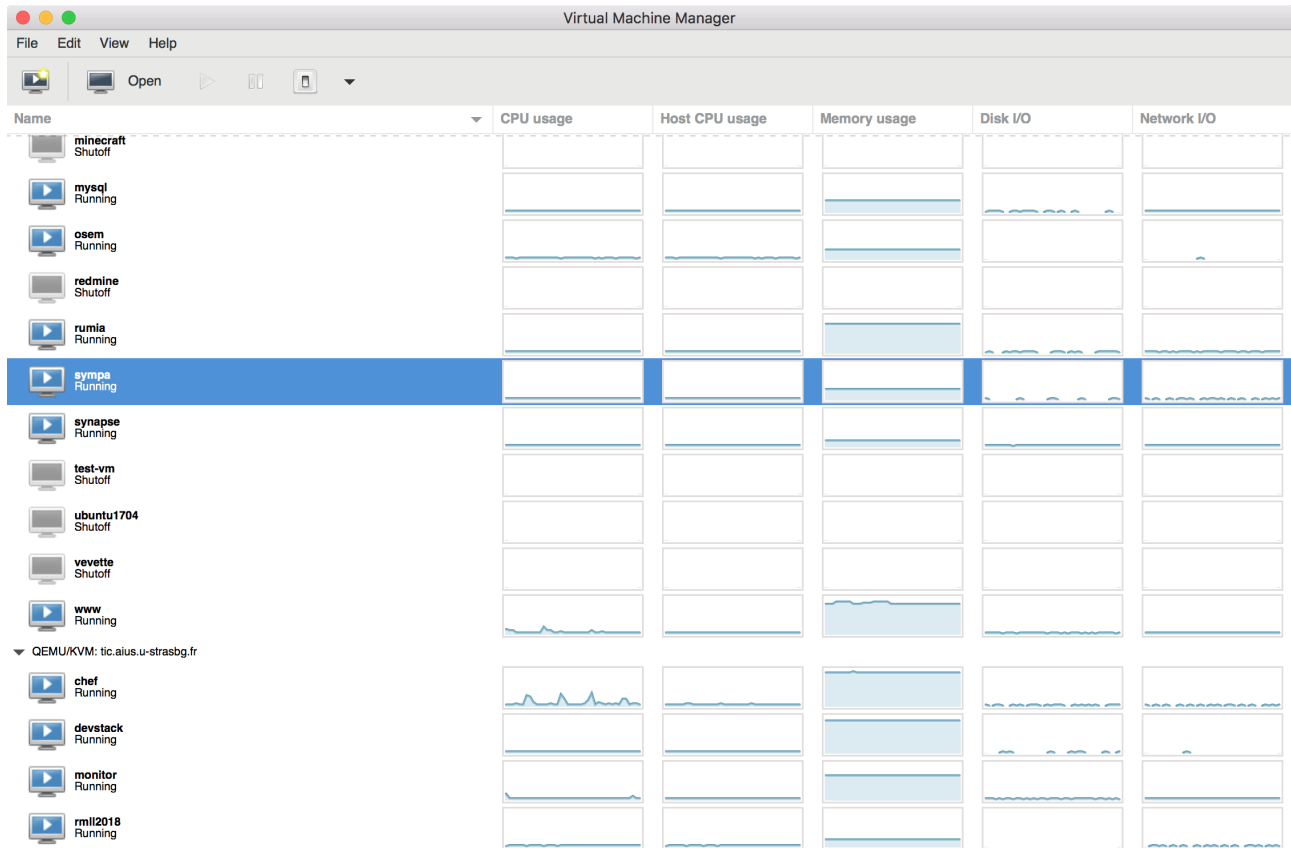 Virtual Machine Manager
File Edit View Help
Open
Name CPU usage Host CPU usage Memory usage Disk I/O Network I/O
minecraft
Shutoff
mysql
Running
osem
Running
redmine
Shutoff
rumia
Running
sympa
Running
synapse
Running
test-vm
Shutoff
ubuntu1704
Shutoff
vevette
Shutoff
www
Running
QEMU/KVM: tic.aius.u-strasbg.fr
chef
Running
devstack
Running
monitor
Running
rmll2018
Running